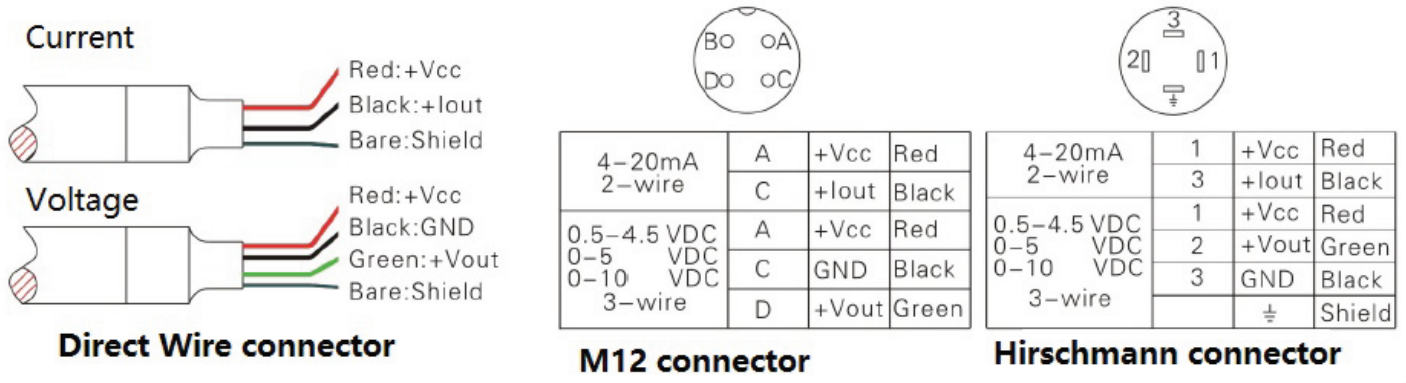 Current
Red:+Vcc
Black:+Iout
Bare:Shield
Voltage
Red:+Vcc
Black:GND
Green:+Vout
Bare:Shield
Direct Wire connector
B A
D C
4-20mA
2-wire
A +Vcc Red
C +Iout Black
0.5-4.5 VDC
0-5 VDC
0-10 VDC
3-wire
A +Vcc Red
C GND Black
D +Vout Green
M12 connector
3
2 1
4-20mA
2-wire
1 +Vcc Red
3 +Iout Black
0.5-4.5 VDC
0-5 VDC
0-10 VDC
3-wire
1 +Vcc Red
2 +Vout Green
3 GND Black
⏚ Shield
Hirschmann connector